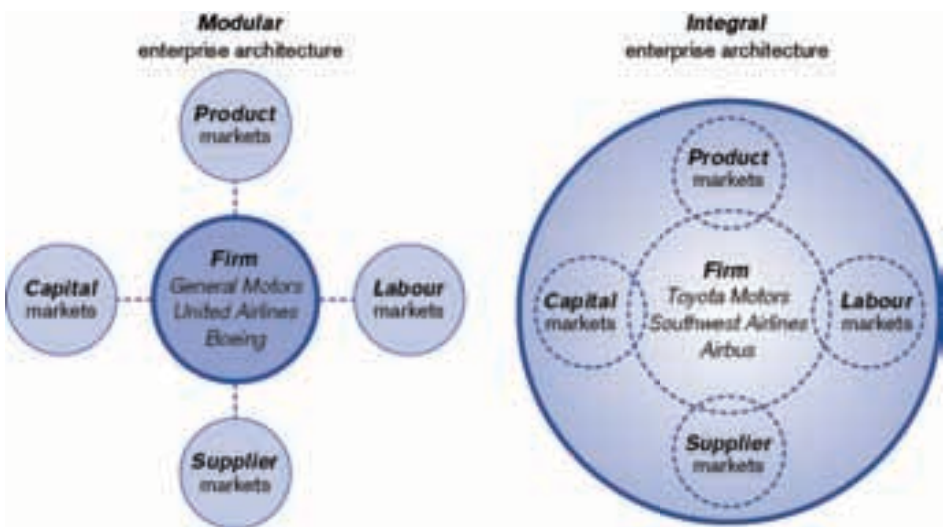 Modular
enterprise architecture
Product
markets
Capital
markets
Firm
General Motors
United Airlines
Boeing
Labour
markets
Supplier
markets
Integral
enterprise architecture
Product
markets
Capital
markets
Firm
Toyota Motors
Southwest Airlines
Airbus
Labour
markets
Supplier
markets